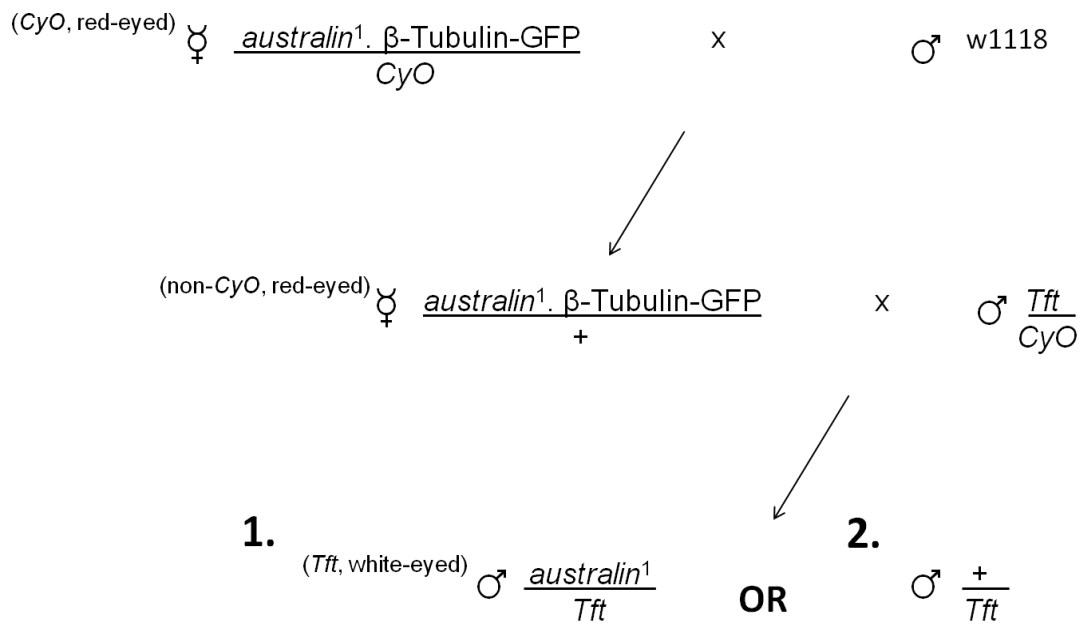 (CyO, red-eyed) ☿ australin¹. β-Tubulin-GFP x ♂ w1118
CyO
(non-CyO, red-eyed) ☿ australin¹. β-Tubulin-GFP x ♂ Tft
+ CyO
1. 2.
(Tft, white-eyed) ♂ australin¹ OR ♂ +
Tft Tft